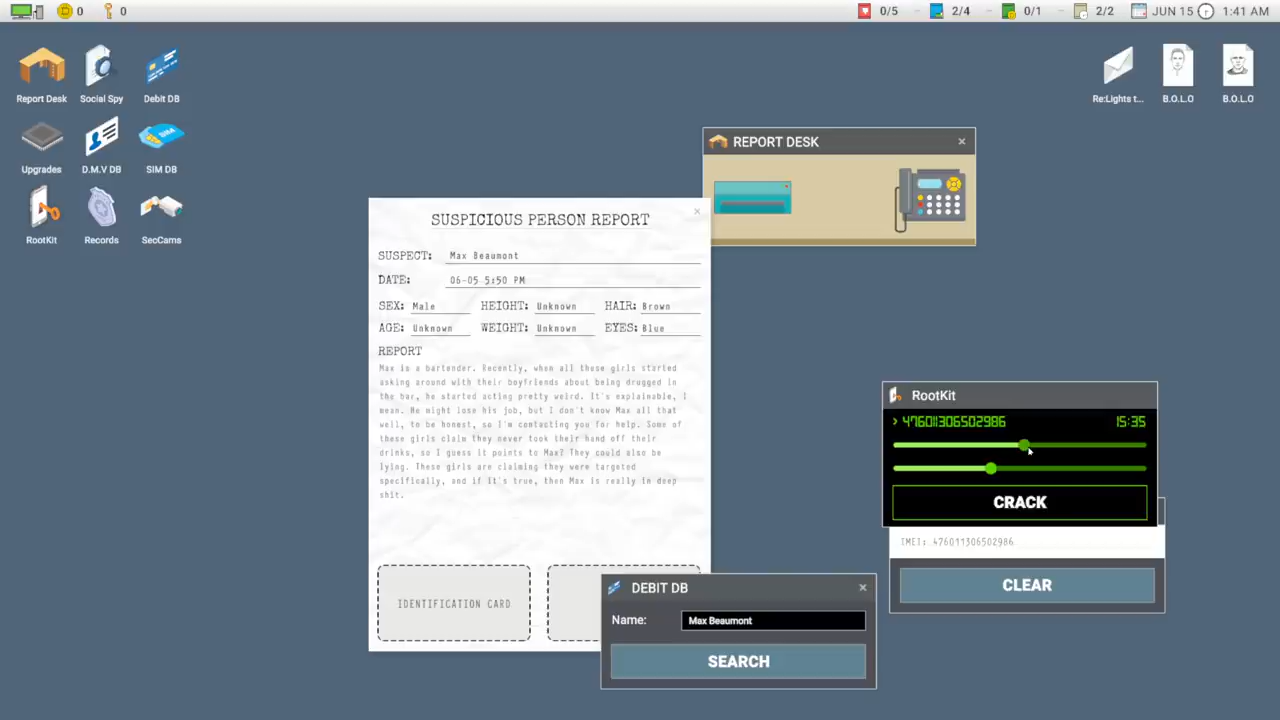 0 0 0/5 2/4 0/1 2/2 JUN 15 1:41 AM
Report Desk Social Spy Debit DB
Re:Lights t... B.O.L.O B.O.L.O
Upgrades D.M.V DB SIM DB
RootKit Records SecCams
REPORT DESK
SUSPICIOUS PERSON REPORT
SUSPECT: Max Beaumont
DATE: 06-05 5:50 PM
SEX: Male HEIGHT: Unknown HAIR: Brown
AGE: Unknown WEIGHT: Unknown EYES: Blue
REPORT
Max is a bartender. Recently, when all these girls started
asking around with their boyfriends about being drugged in
the bar, he started acting pretty weird. It's explainable, I
mean. He might lose his job, but I don't know Max all that
well, to be honest, so I'm contacting you for help. Some of
these girls claim they never took their hand off their
drinks, so I guess it points to Max? They could also be
lying. These girls are claiming they were targeted
specifically, and if it's true, then Max is really in deep
shit.
IDENTIFICATION CARD
RootKit
> 476011306502986 15:35
CRACK
IMEI: 476011306502986
CLEAR
DEBIT DB
Name: Max Beaumont
SEARCH